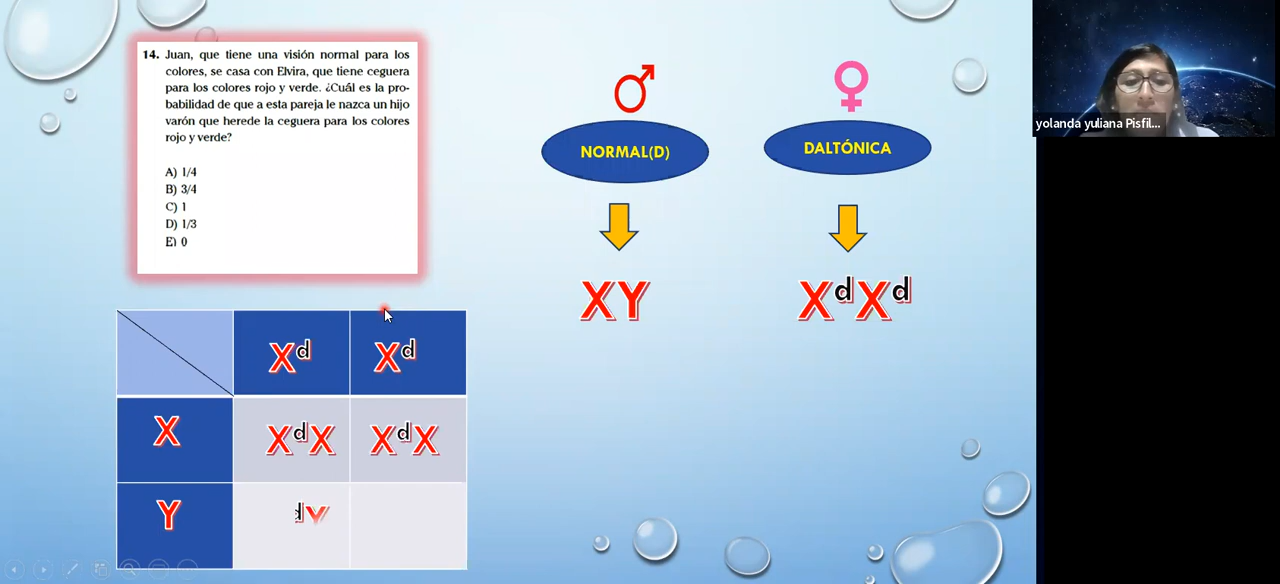 14. Juan, que tiene una visión normal para los
colores, se casa con Elvira, que tiene ceguera
para los colores rojo y verde. ¿Cuál es la pro-
babilidad de que a esta pareja le nazca un hijo
varón que herede la ceguera para los colores
rojo y verde?
A) 1/4
B) 3/4
C) 1
D) 1/3
E) 0
NORMAL(D)
DALTÓNICA
XY
XdXd
Xd Xd
X XdX XdX
Y dY
yolanda yuliana Pisfil...